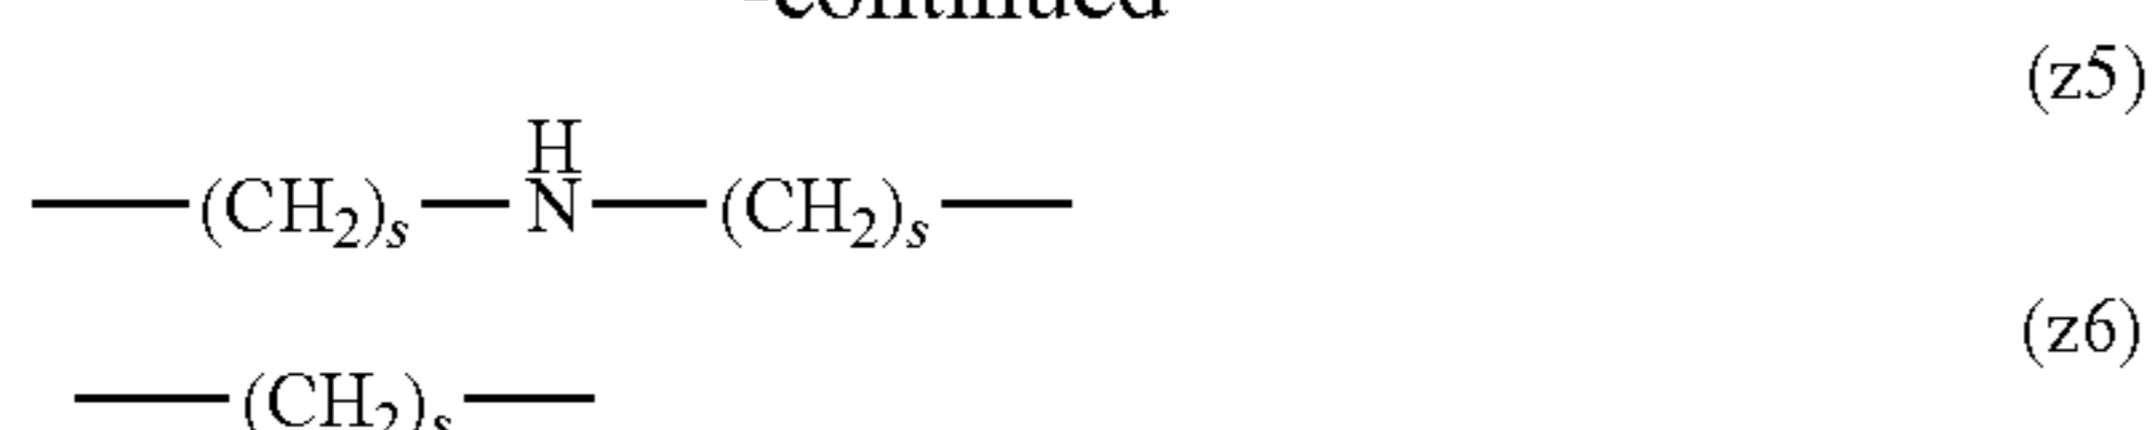 -continued
(z5)
H
—(CH₂)ₛ—N—(CH₂)ₛ—
(z6)
—(CH₂)ₛ—